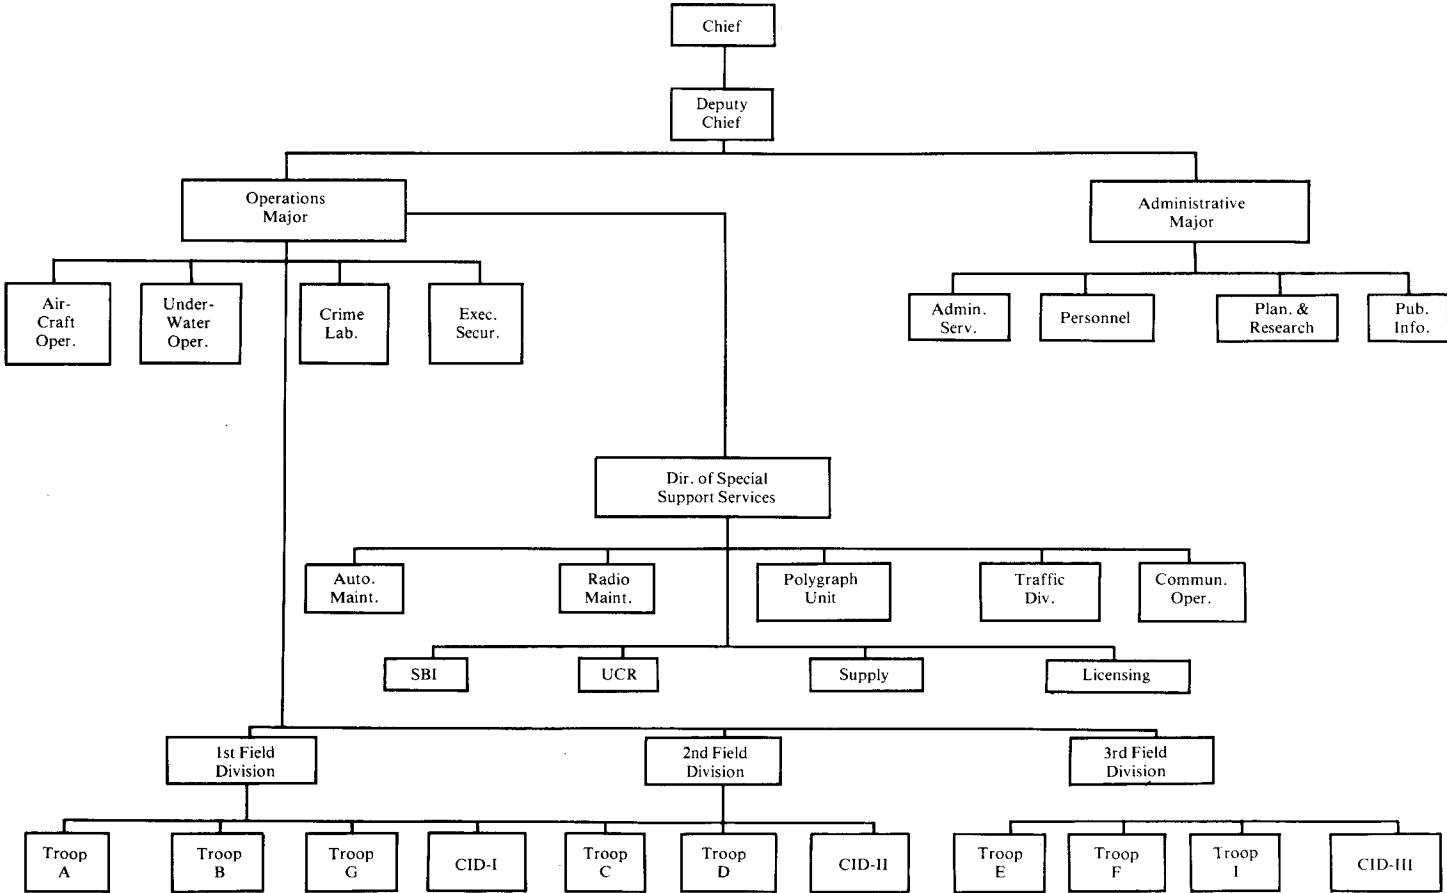 Chief
Deputy
Chief
Operations
Major
Administrative
Major
Air-
Craft
Oper.
Under-
Water
Oper.
Crime
Lab.
Exec.
Secur.
Admin.
Serv.
Personnel
Plan. &
Research
Pub.
Info.
Dir. of Special
Support Services
Auto.
Maint.
Radio
Maint.
Polygraph
Unit
Traffic
Div.
Commun.
Oper.
SBI
UCR
Supply
Licensing
1st Field
Division
2nd Field
Division
3rd Field
Division
Troop
A
Troop
B
Troop
G
CID-I
Troop
C
Troop
D
CID-II
Troop
E
Troop
F
Troop
I
CID-III